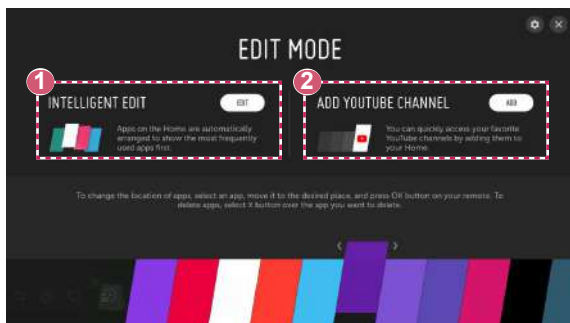 EDIT MODE
1
INTELLIGENT EDIT
EDIT
Apps on the Home are automatically
arranged to show the most frequently
used apps first.
2
ADD YOUTUBE CHANNEL
ADD
You can quickly access your favorite
YouTube channels by adding them to
your Home.
To change the location of apps, select an app, move it to the desired place, and press OK button on your remote. To
delete apps, select X button over the app you want to delete.